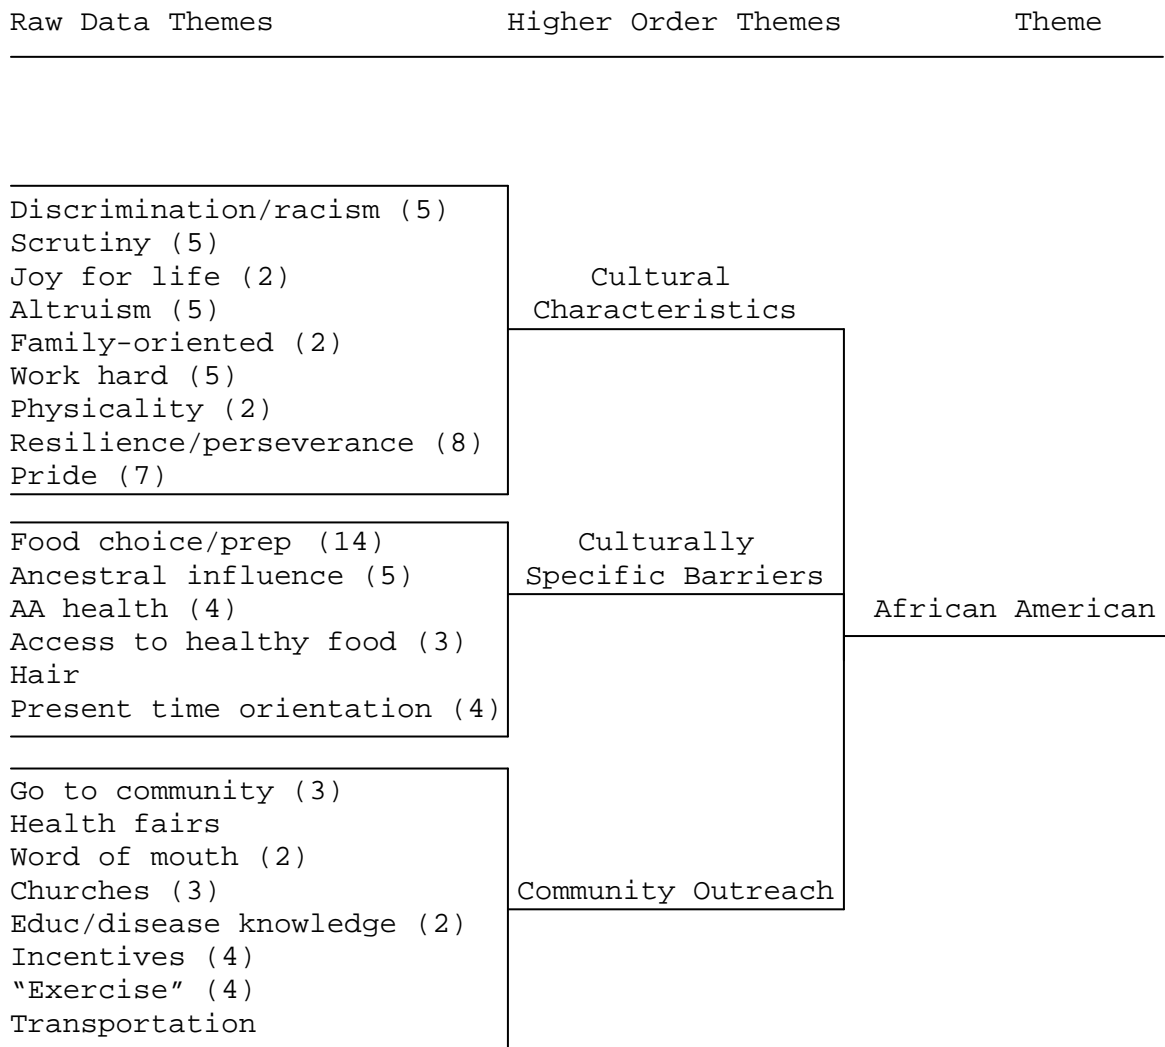 Raw Data Themes Higher Order Themes Theme
Discrimination/racism (5)
Scrutiny (5)
Joy for life (2)
Altruism (5)
Family-oriented (2)
Work hard (5)
Physicality (2)
Resilience/perseverance (8)
Pride (7)
Cultural
Characteristics
Food choice/prep (14)
Ancestral influence (5)
AA health (4)
Access to healthy food (3)
Hair
Present time orientation (4)
Culturally
Specific Barriers
Go to community (3)
Health fairs
Word of mouth (2)
Churches (3)
Educ/disease knowledge (2)
Incentives (4)
“Exercise” (4)
Transportation
Community Outreach
African American